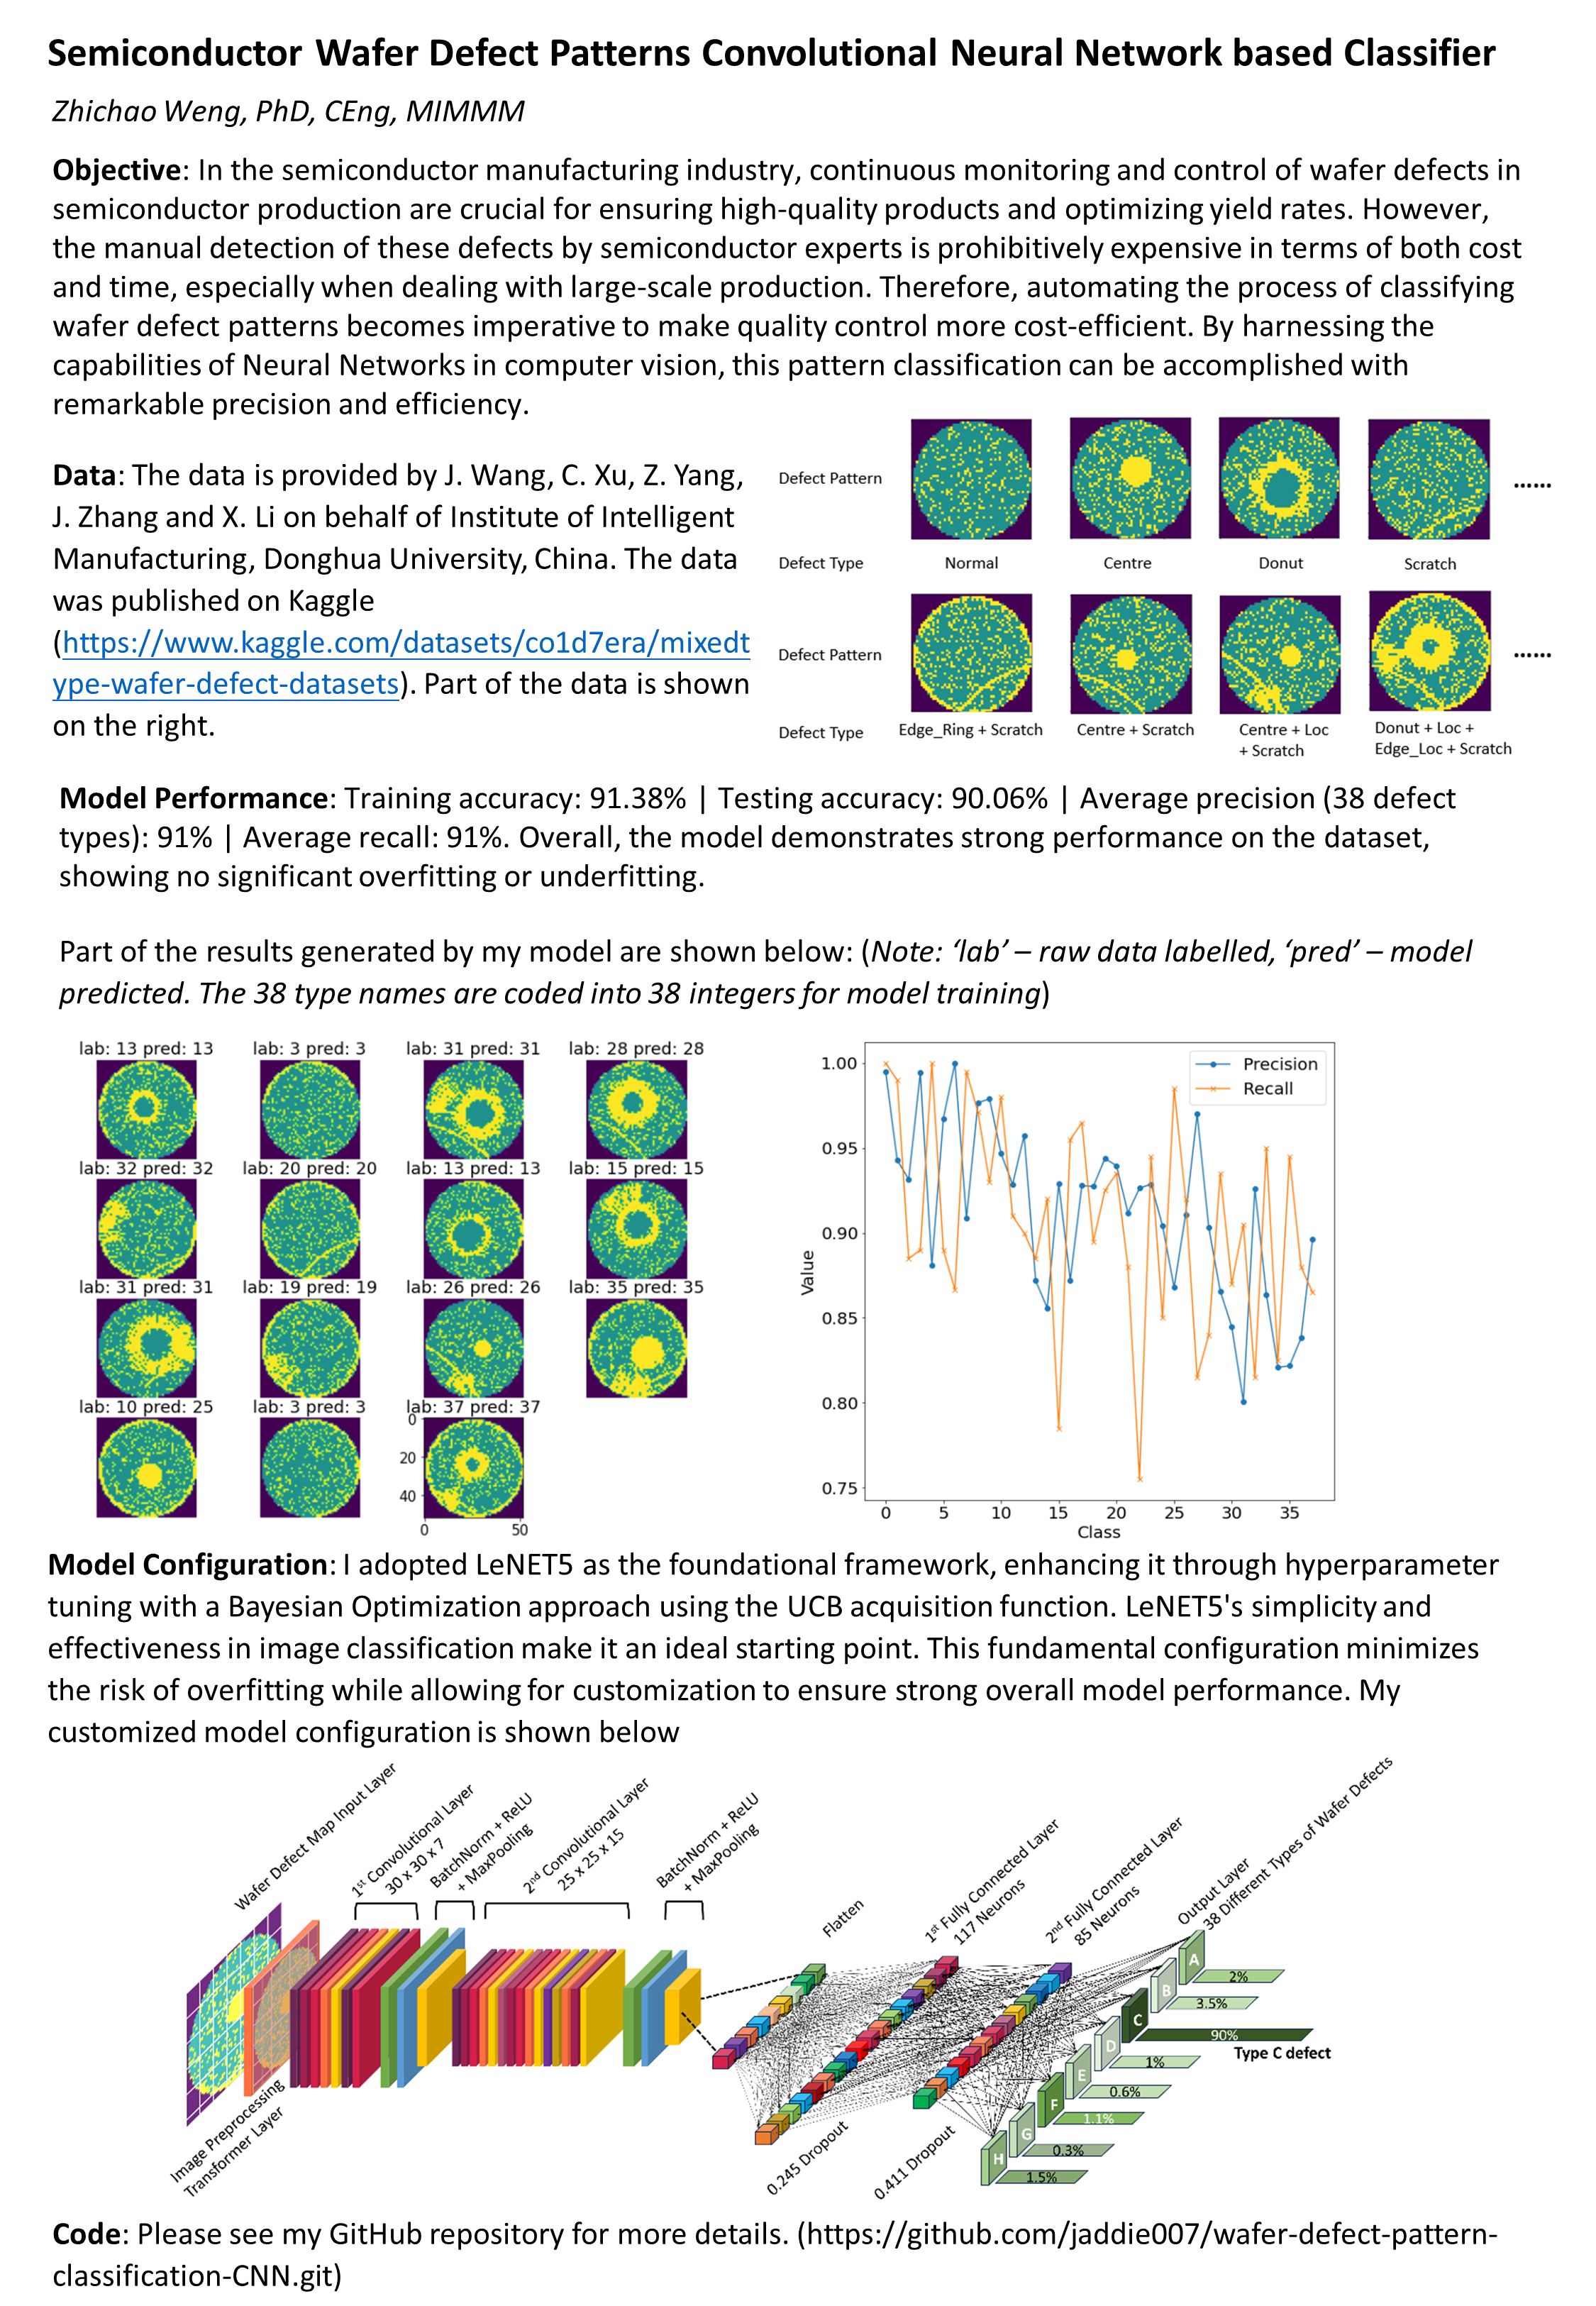 Semiconductor Wafer Defect Patterns Convolutional Neural Network based Classifier
Zhichao Weng, PhD, CEng, MIMMM
Objective: In the semiconductor manufacturing industry, continuous monitoring and control of wafer defects in
semiconductor production are crucial for ensuring high-quality products and optimizing yield rates. However,
the manual detection of these defects by semiconductor experts is prohibitively expensive in terms of both cost
and time, especially when dealing with large-scale production. Therefore, automating the process of classifying
wafer defect patterns becomes imperative to make quality control more cost-efficient. By harnessing the
capabilities of Neural Networks in computer vision, this pattern classification can be accomplished with
remarkable precision and efficiency.
Data: The data is provided by J. Wang, C. Xu, Z. Yang,
J. Zhang and X. Li on behalf of Institute of Intelligent
Manufacturing, Donghua University, China. The data
was published on Kaggle
(https://www.kaggle.com/datasets/co1d7era/mixedt
ype-wafer-defect-datasets). Part of the data is shown
on the right.
Defect Pattern
......
Defect Type
Normal
Centre
Donut
Scratch
Defect Pattern
......
Defect Type
Edge_Ring + Scratch
Centre + Scratch
Centre + Loc
+ Scratch
Donut + Loc +
Edge_Loc + Scratch
Model Performance: Training accuracy: 91.38% | Testing accuracy: 90.06% | Average precision (38 defect
types): 91% | Average recall: 91%. Overall, the model demonstrates strong performance on the dataset,
showing no significant overfitting or underfitting.
Part of the results generated by my model are shown below: (Note: ‘lab’ – raw data labelled, ‘pred’ – model
predicted. The 38 type names are coded into 38 integers for model training)
lab: 13 pred: 13
lab: 3 pred: 3
lab: 31 pred: 31
lab: 28 pred: 28
lab: 32 pred: 32
lab: 20 pred: 20
lab: 13 pred: 13
lab: 15 pred: 15
lab: 31 pred: 31
lab: 19 pred: 19
lab: 26 pred: 26
lab: 35 pred: 35
lab: 10 pred: 25
lab: 3 pred: 3
lab: 37 pred: 37
0
20
40
0
50
Precision
Recall
1.00
0.95
0.90
0.85
0.80
0.75
Value
0
5
10
15
20
25
30
35
Class
Model Configuration: I adopted LeNET5 as the foundational framework, enhancing it through hyperparameter
tuning with a Bayesian Optimization approach using the UCB acquisition function. LeNET5's simplicity and
effectiveness in image classification make it an ideal starting point. This fundamental configuration minimizes
the risk of overfitting while allowing for customization to ensure strong overall model performance. My
customized model configuration is shown below
Wafer Defect Map Input Layer
1st Convolutional Layer
30 x 30 x 7
BatchNorm + ReLU
+ MaxPooling
2nd Convolutional Layer
25 x 25 x 15
BatchNorm + ReLU
+ MaxPooling
Flatten
1st Fully Connected Layer
117 Neurons
2nd Fully Connected Layer
85 Neurons
Output Layer
38 Different Types of Wafer Defects
Image Preprocessing
Transformer Layer
0.245 Dropout
0.411 Dropout
A
2%
B
3.5%
C
90%
Type C defect
D
1%
E
0.6%
F
1.1%
G
0.3%
H
1.5%
Code: Please see my GitHub repository for more details. (https://github.com/jaddie007/wafer-defect-pattern-
classification-CNN.git)